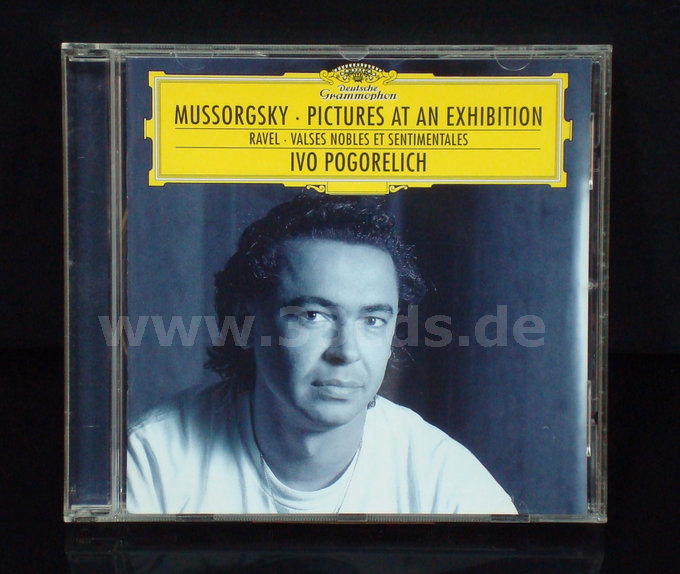 Deutsche
Grammophon
MUSSORGSKY · PICTURES AT AN EXHIBITION
RAVEL · VALSES NOBLES ET SENTIMENTALES
IVO POGORELICH